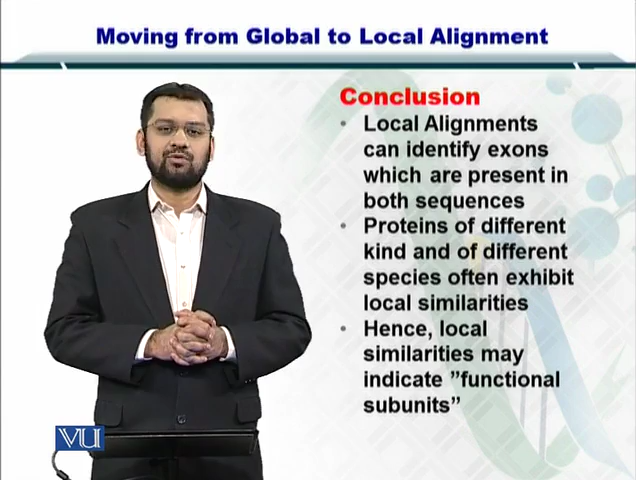 Moving from Global to Local Alignment
Conclusion
• Local Alignments
can identify exons
which are present in
both sequences
• Proteins of different
kind and of different
species often exhibit
local similarities
• Hence, local
similarities may
indicate ”functional
subunits”
VU